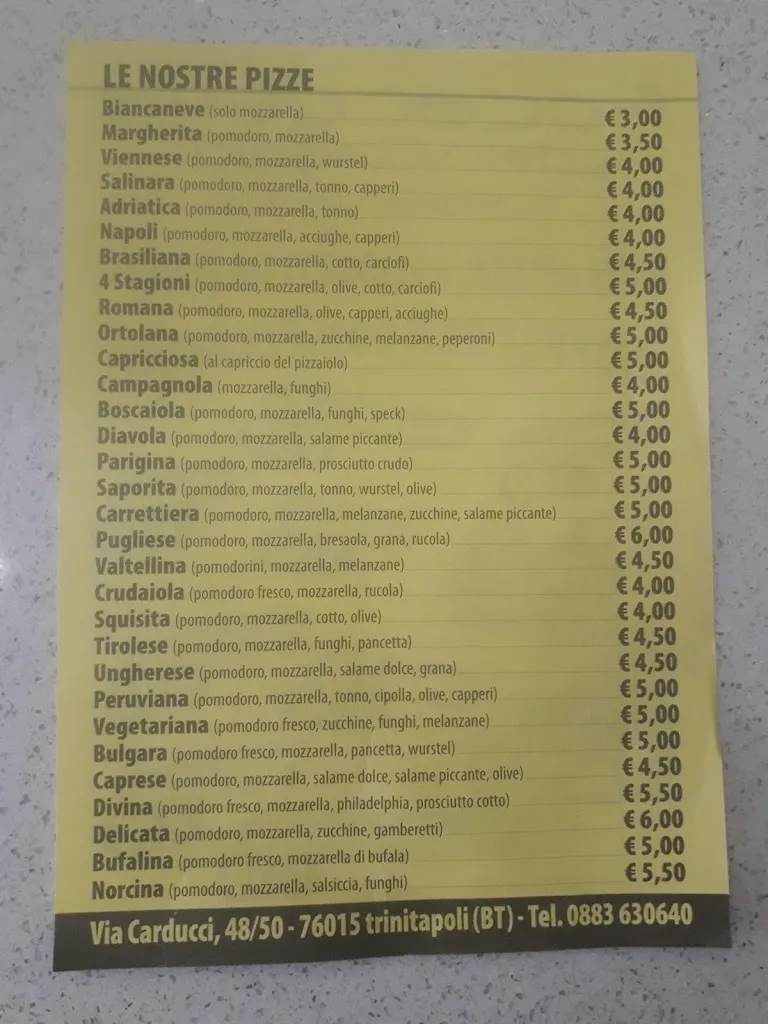 LE NOSTRE PIZZE
Biancaneve (solo mozzarella) € 3,00
Margherita (pomodoro, mozzarella) € 3,50
Viennese (pomodoro, mozzarella, wurstel) € 4,00
Salinara (pomodoro, mozzarella, tonno, capperi) € 4,00
Adriatica (pomodoro, mozzarella, tonno) € 4,00
Napoli (pomodoro, mozzarella, acciughe, capperi) € 4,00
Brasiliana (pomodoro, mozzarella, cotto, carciofi) € 4,50
4 Stagioni (pomodoro, mozzarella, olive, cotto, carciofi) € 5,00
Romana (pomodoro, mozzarella, olive, capperi, acciughe) € 4,50
Ortolana (pomodoro, mozzarella, zucchine, melanzane, peperoni) € 5,00
Capricciosa (al capriccio del pizzaiolo) € 5,00
Campagnola (mozzarella, funghi) € 4,00
Boscaiola (pomodoro, mozzarella, funghi, speck) € 5,00
Diavola (pomodoro, mozzarella, salame piccante) € 4,00
Parigina (pomodoro, mozzarella, prosciutto crudo) € 5,00
Saporita (pomodoro, mozzarella, tonno, wurstel, olive) € 5,00
Carrettiera (pomodoro, mozzarella, melanzane, zucchine, salame piccante) € 5,00
Pugliese (pomodoro, mozzarella, bresaola, grana, rucola) € 6,00
Valtellina (pomodorini, mozzarella, melanzane) € 4,50
Crudaiola (pomodoro fresco, mozzarella, rucola) € 4,00
Squisita (pomodoro, mozzarella, cotto, olive) € 4,00
Tirolese (pomodoro, mozzarella, funghi, pancetta) € 4,50
Ungherese (pomodoro, mozzarella, salame dolce, grana) € 4,50
Peruviana (pomodoro, mozzarella, tonno, cipolla, olive, capperi) € 5,00
Vegetariana (pomodoro fresco, zucchine, funghi, melanzane) € 5,00
Bulgara (pomodoro fresco, mozzarella, pancetta, wurstel) € 5,00
Caprese (pomodoro, mozzarella, salame dolce, salame piccante, olive) € 4,50
Divina (pomodoro fresco, mozzarella, philadelphia, prosciutto cotto) € 5,50
Delicata (pomodoro, mozzarella, zucchine, gamberetti) € 6,00
Bufalina (pomodoro fresco, mozzarella di bufala) € 5,00
Norcina (pomodoro, mozzarella, salsiccia, funghi) € 5,50
Via Carducci, 48/50 - 76015 trinitapoli (BT) - Tel. 0883 630640